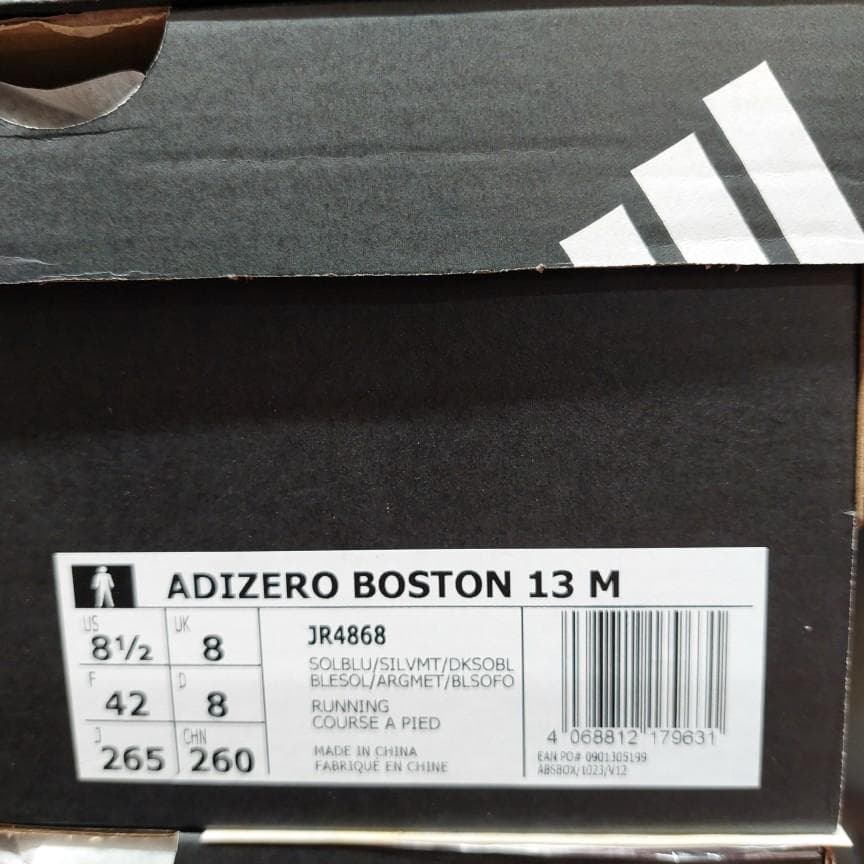 ADIZERO BOSTON 13 M
US 8½ UK 8
F 42 D 8
J 265 CHN 260
JR4868
SOLBLU/SILVMT/DKSOBL
BLESOL/ARGMET/BLSOFO
RUNNING
COURSE A PIED
MADE IN CHINA
FABRIQUÉ EN CHINE
4 068812 179631
EAN PO# 0901305199
ABSBOX/1023/V12